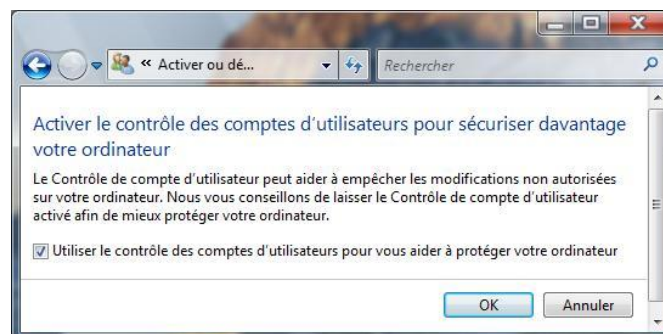 « Activer ou dé...
Rechercher
Activer le contrôle des comptes d'utilisateurs pour sécuriser davantage
votre ordinateur
Le Contrôle de compte d'utilisateur peut aider à empêcher les modifications non autorisées
sur votre ordinateur. Nous vous conseillons de laisser le Contrôle de compte d'utilisateur
activé afin de mieux protéger votre ordinateur.
Utiliser le contrôle des comptes d'utilisateurs pour vous aider à protéger votre ordinateur
OK
Annuler